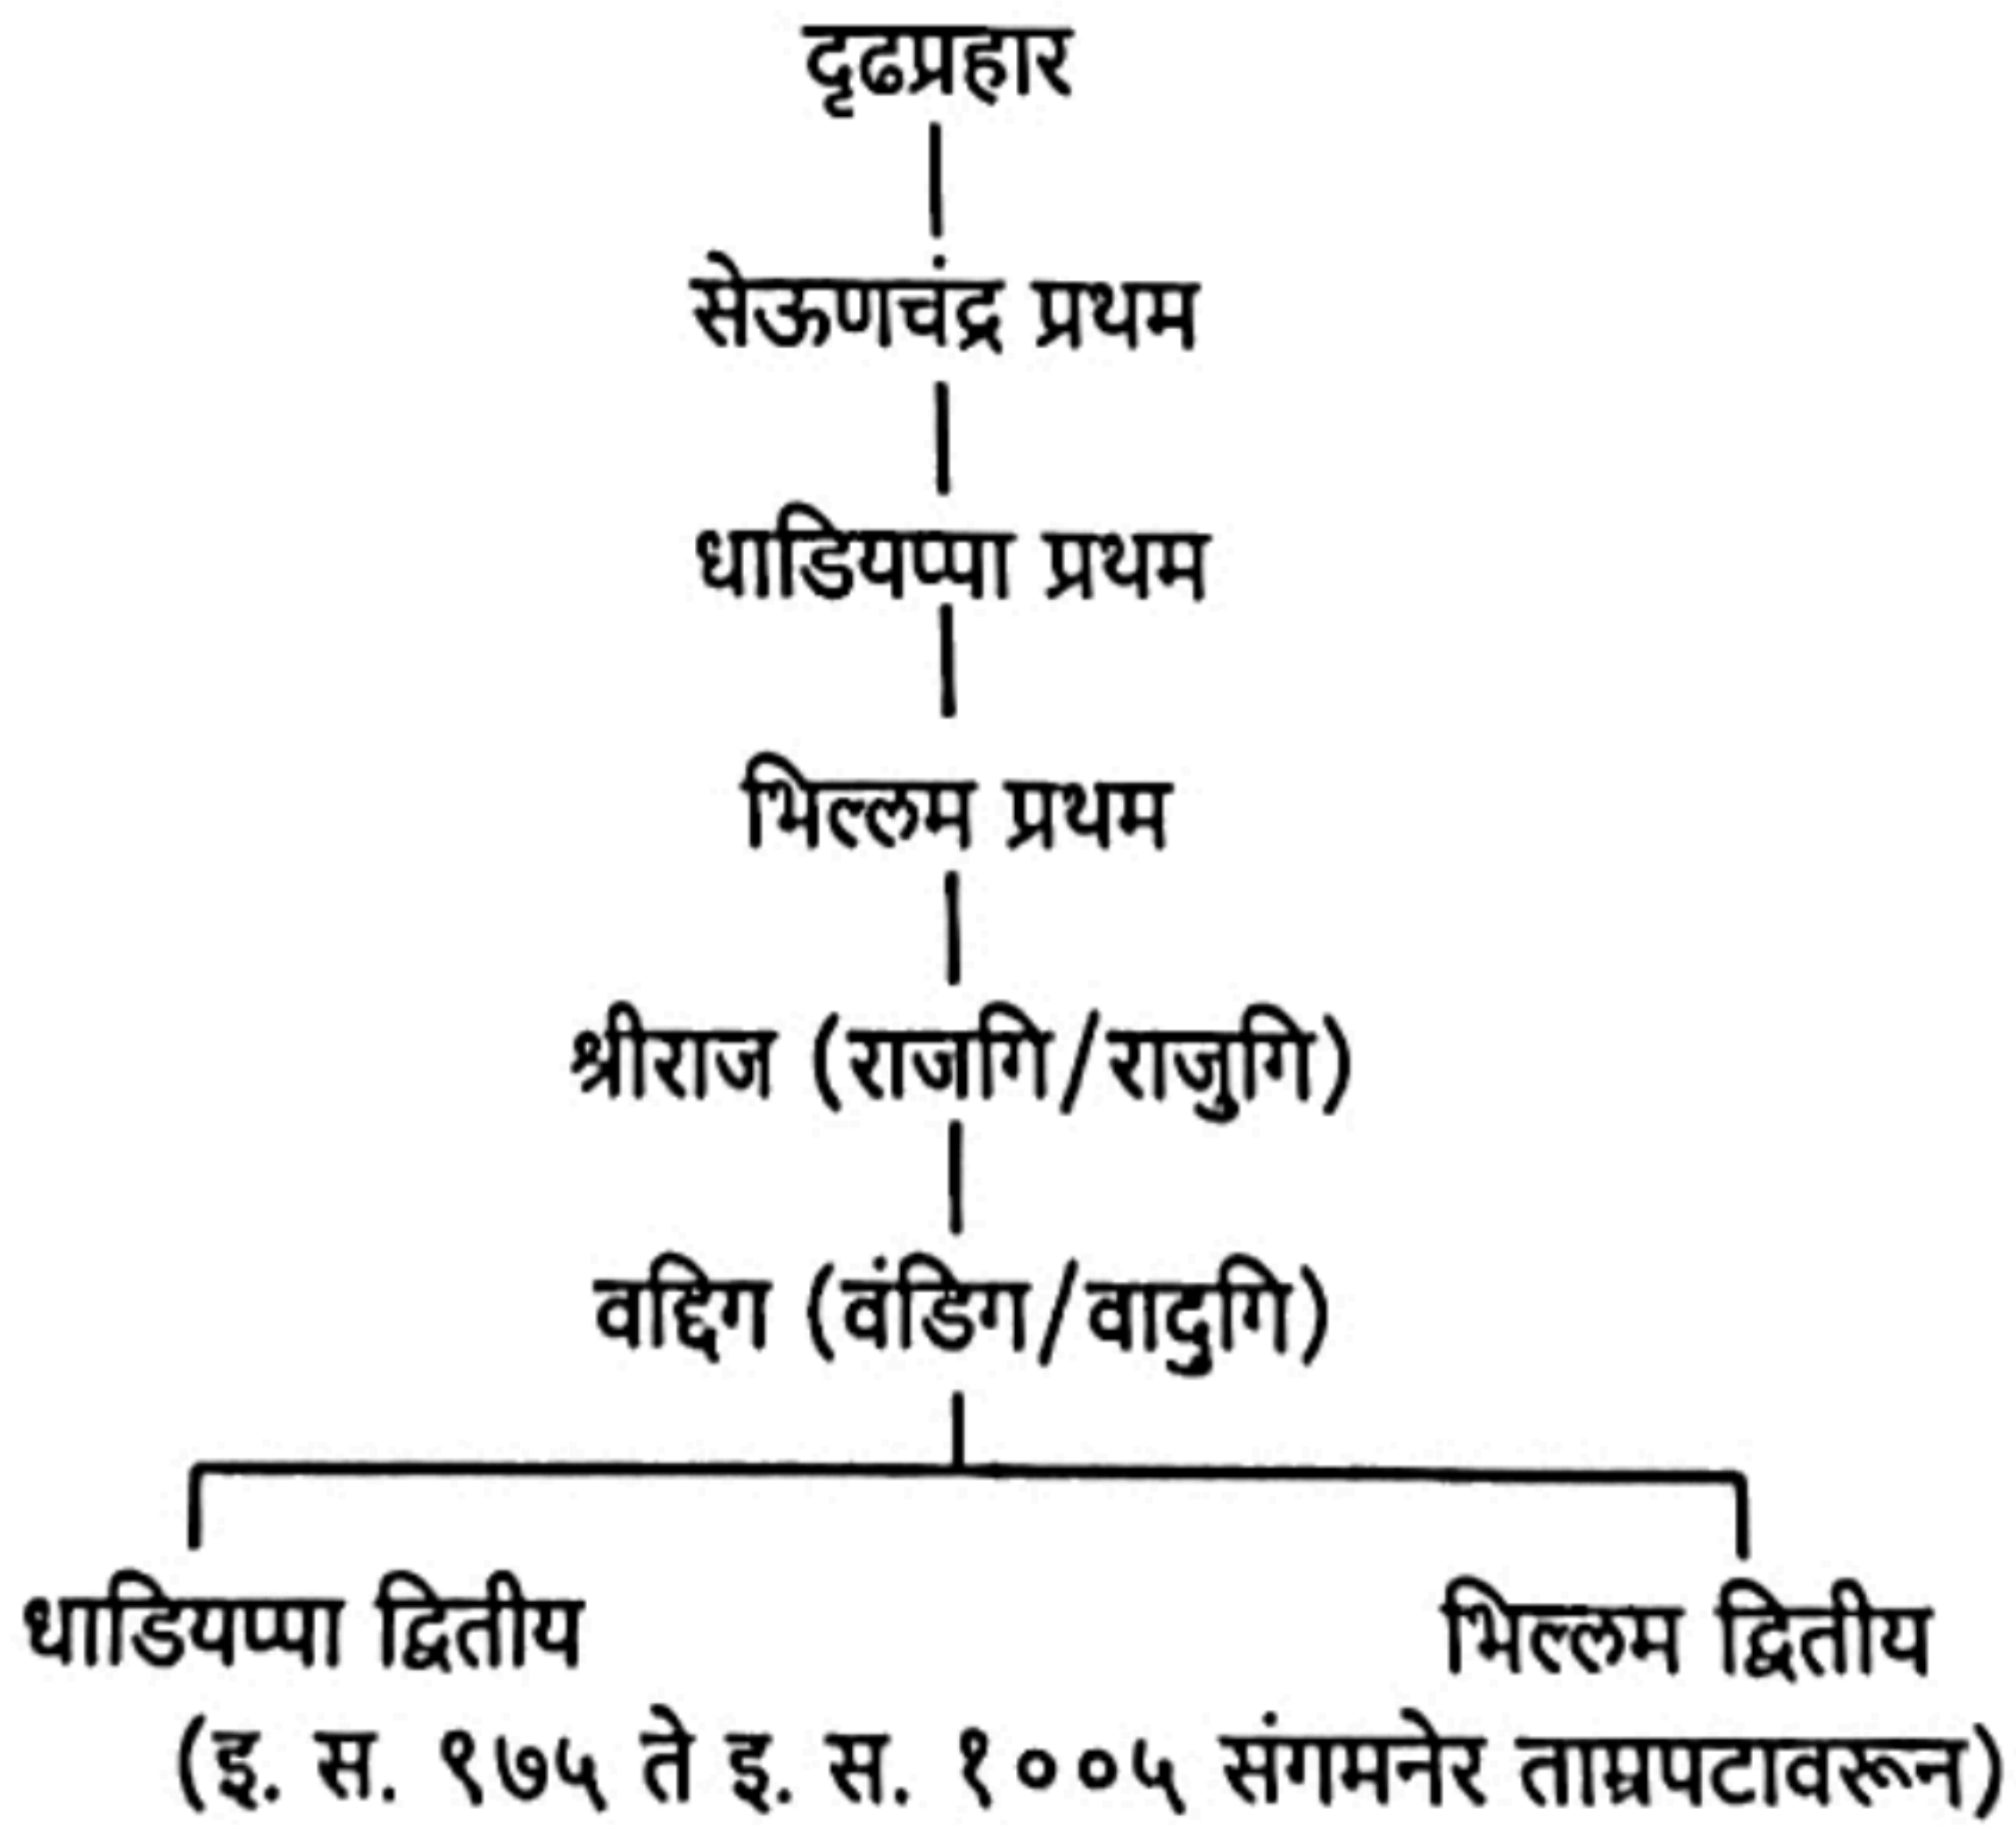 दृढप्रहार
सेऊणचंद्र प्रथम
धाडियप्पा प्रथम
भिल्लम प्रथम
श्रीराज (राजगि/राजुगि)
वद्दिग (वंडिग/वादुगि)
धाडियप्पा द्वितीय भिल्लम द्वितीय
(इ. स. ९७५ ते इ. स. १००५ संगमनेर ताम्रपटावरून)